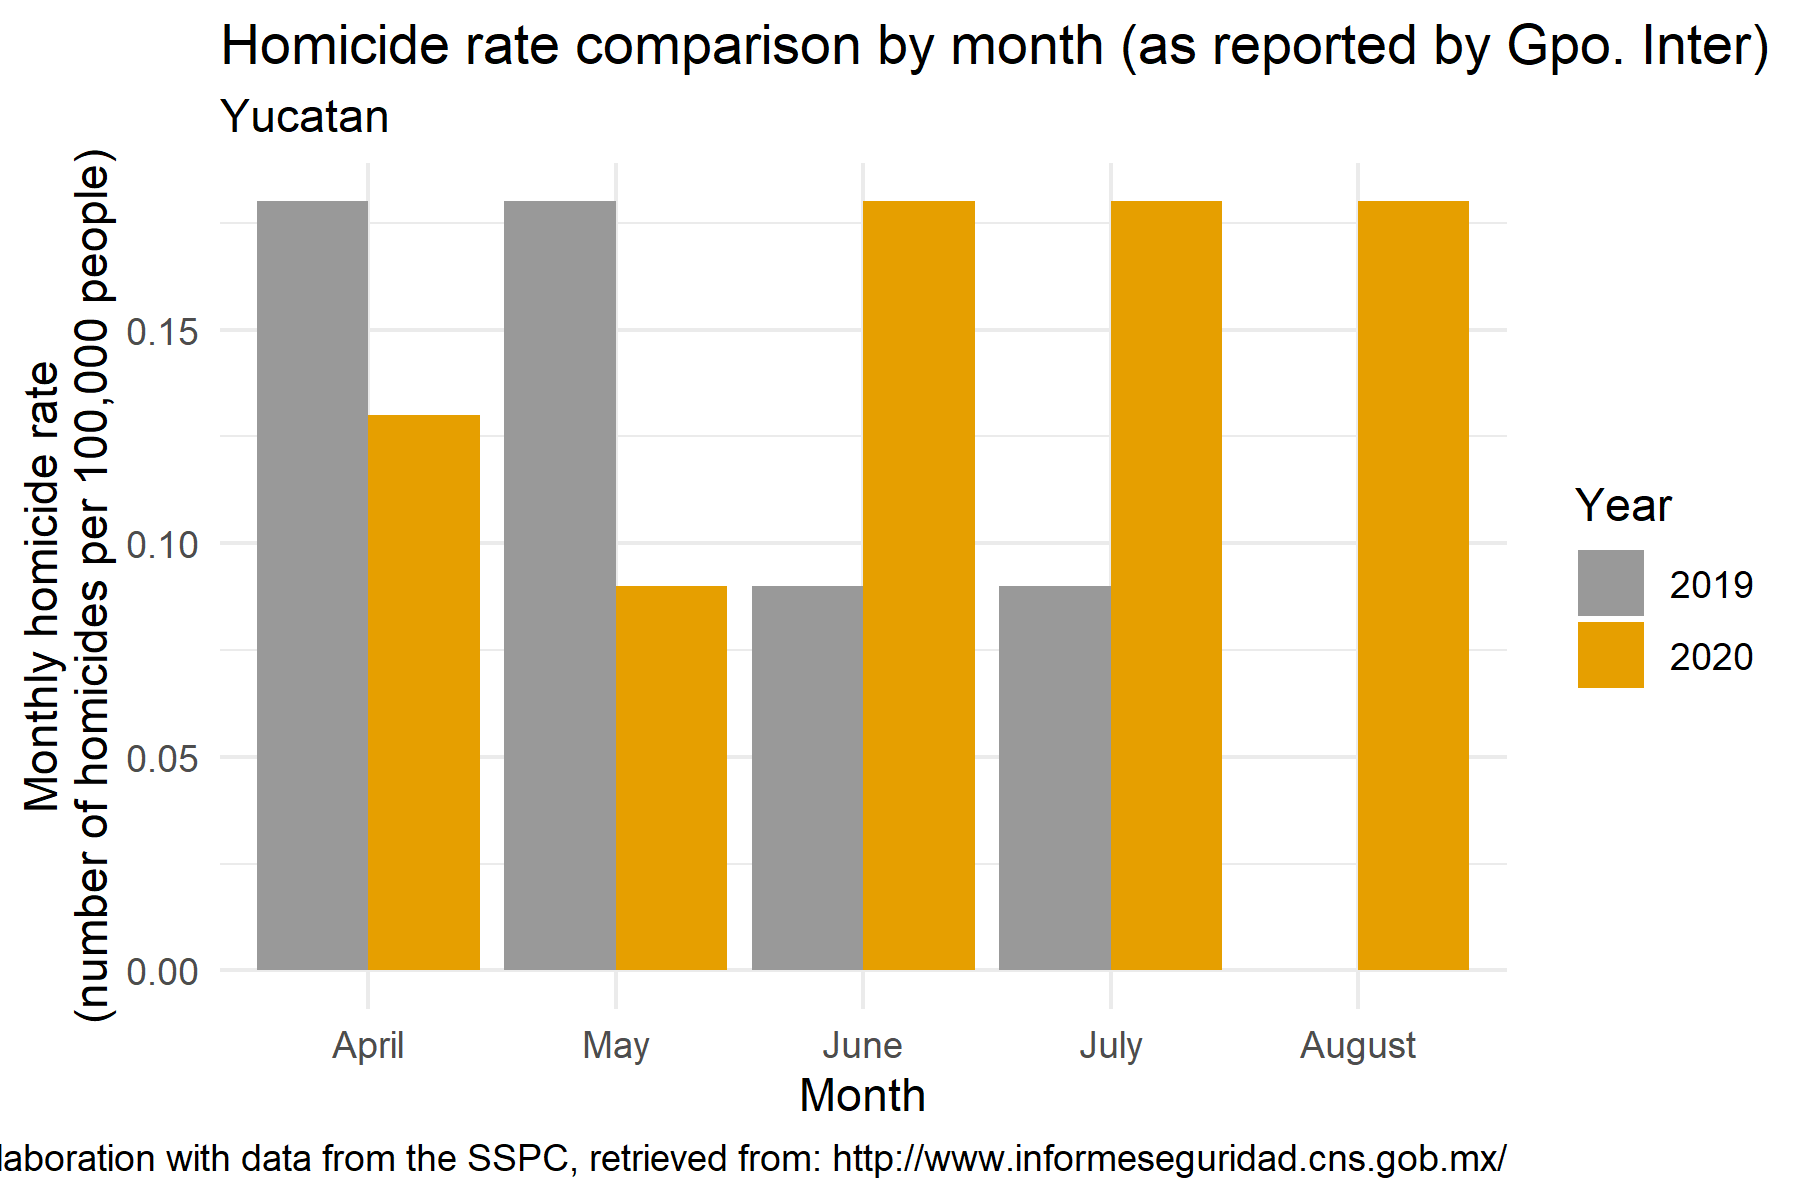 Homicide rate comparison by month (as reported by Gpo. Inter)
Yucatan
Monthly homicide rate
(number of homicides per 100,000 people)
0.15
0.10
0.05
0.00
April May June July August
Month
Year
2019
2020
laboration with data from the SSPC, retrieved from: http://www.informeseguridad.cns.gob.mx/